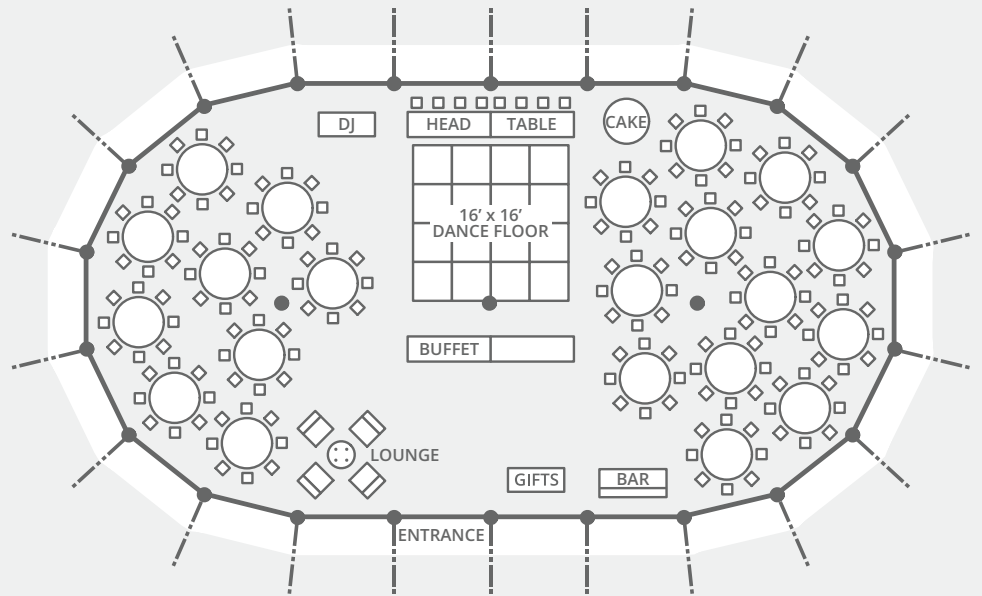 DJ
HEAD TABLE
CAKE
16’ x 16’
DANCE FLOOR
BUFFET
LOUNGE
GIFTS
BAR
ENTRANCE